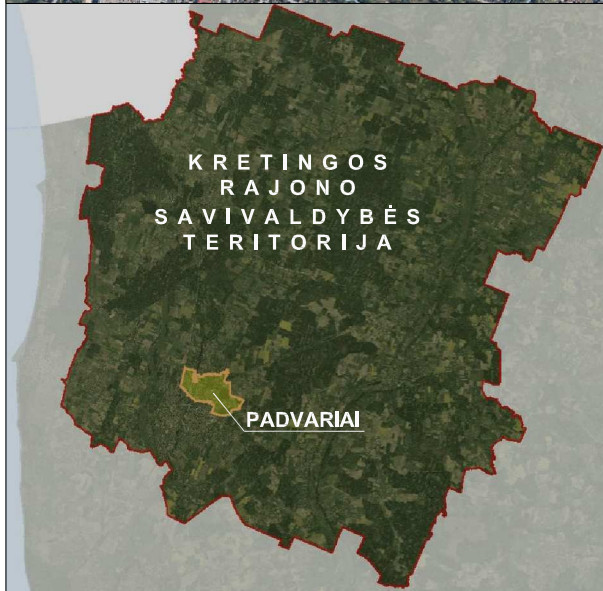 KRETINGOS
RAJONO
SAVIVALDYBĖS
TERITORIJA
PADVARIAI